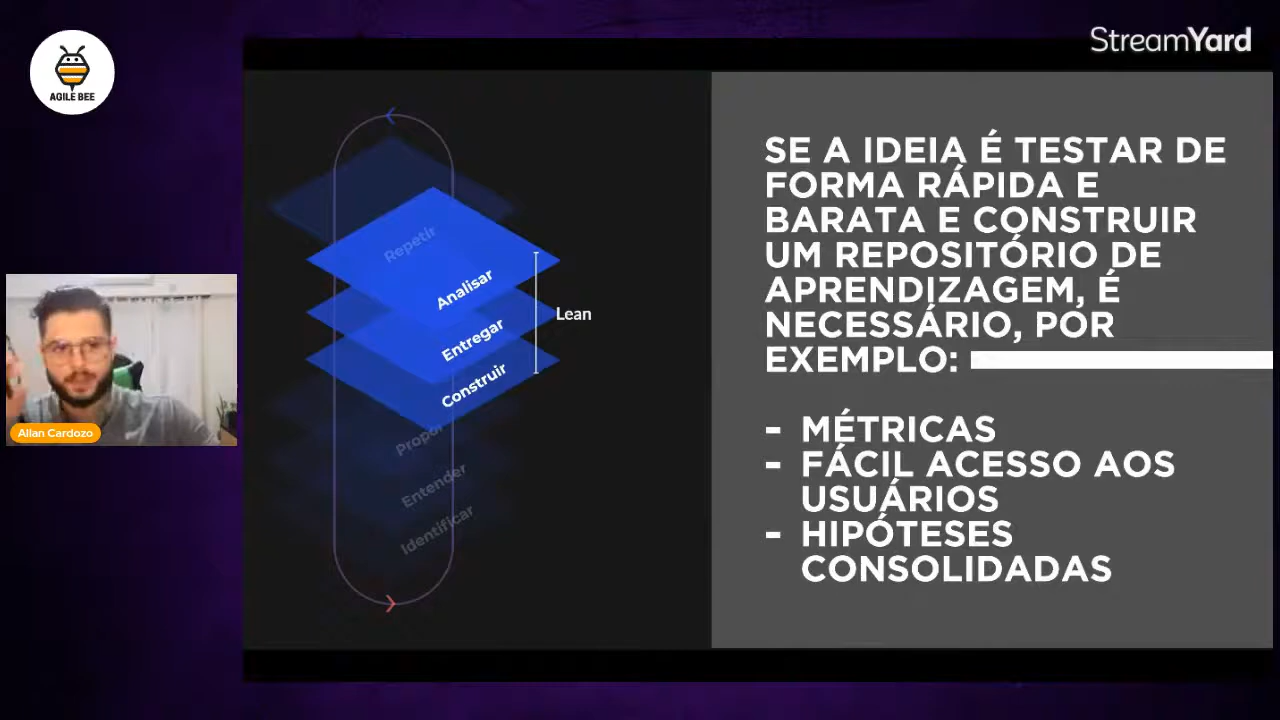 AGILE BEE
StreamYard
Allan Cardozo
Repetir
Analisar
Entregar
Construir
Propor
Entender
Identificar
Lean
SE A IDEIA É TESTAR DE
FORMA RÁPIDA E
BARATA E CONSTRUIR
UM REPOSITÓRIO DE
APRENDIZAGEM, É
NECESSÁRIO, POR
EXEMPLO:
- MÉTRICAS
- FÁCIL ACESSO AOS
USUÁRIOS
- HIPÓTESES
CONSOLIDADAS